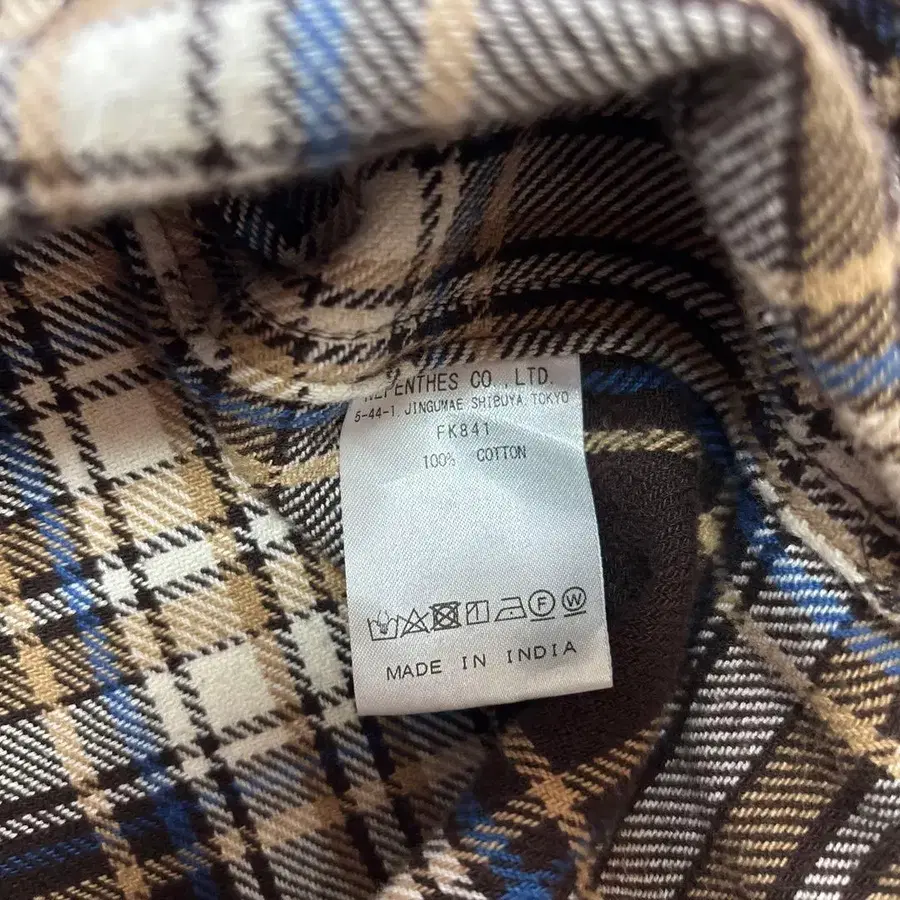 NEPENTHES CO., LTD.
5-44-1, JINGUMAE SHIBUYA, TOKYO
FK841
100% COTTON
F W
MADE IN INDIA